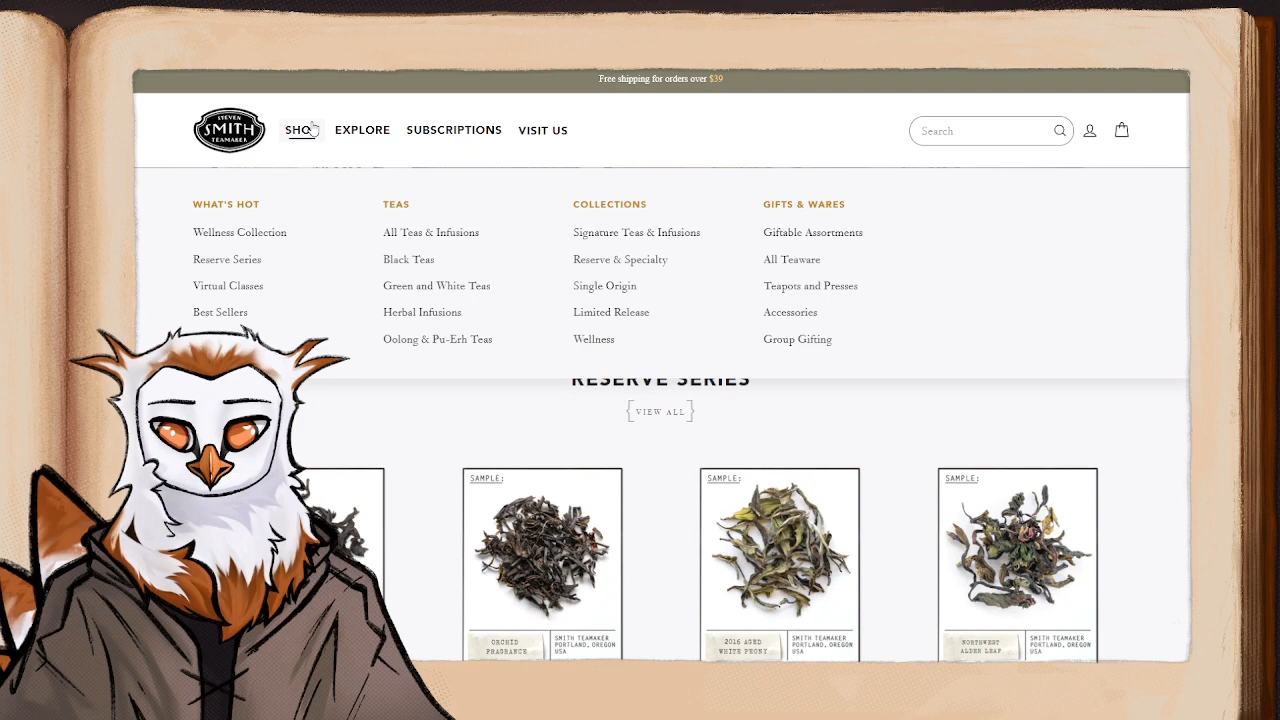 Free shipping for orders over $39
STEVEN
SMITH
TEAMAKER
SHO
EXPLORE
SUBSCRIPTIONS
VISIT US
Search
WHAT'S HOT
Wellness Collection
Reserve Series
Virtual Classes
Best Sellers
TEAS
All Teas & Infusions
Black Teas
Green and White Teas
Herbal Infusions
Oolong & Pu-Erh Teas
COLLECTIONS
Signature Teas & Infusions
Reserve & Specialty
Single Origin
Limited Release
Wellness
GIFTS & WARES
Giftable Assortments
All Teaware
Teapots and Presses
Accessories
Group Gifting
RESERVE SERIES
VIEW ALL
SAMPLE:
ORCHID
FRAGRANCE
SMITH TEAMAKER
PORTLAND, OREGON
USA
SAMPLE:
2016 AGED
WHITE PEONY
SMITH TEAMAKER
PORTLAND, OREGON
USA
SAMPLE:
NORTHWEST
ALDER LEAF
SMITH TEAMAKER
PORTLAND, OREGON
USA